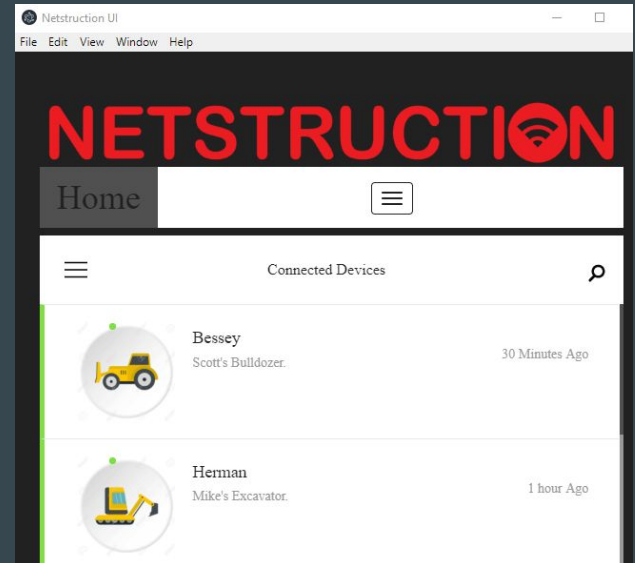 Netstruction UI
File Edit View Window Help
NETSTRUCTION
Home
Connected Devices
Bessey
Scott's Bulldozer.
30 Minutes Ago
Herman
Mike's Excavator.
1 hour Ago